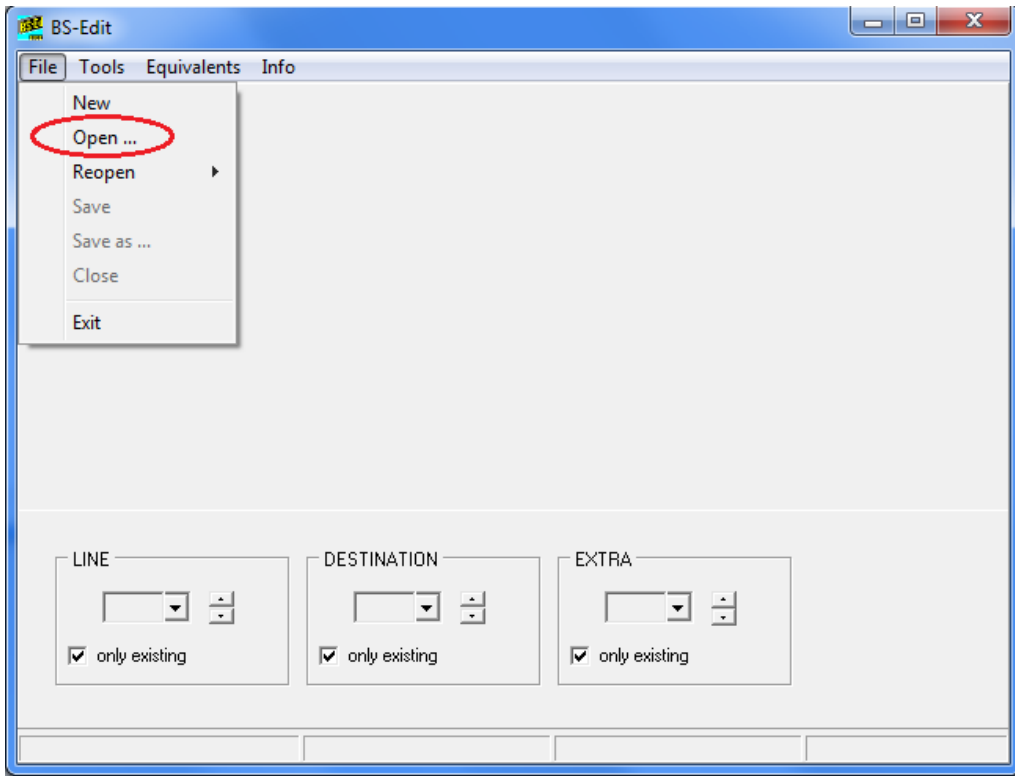 BS-Edit
File Tools Equivalents Info
New
Open ...
Reopen
Save
Save as ...
Close
Exit
LINE DESTINATION EXTRA
only existing only existing only existing